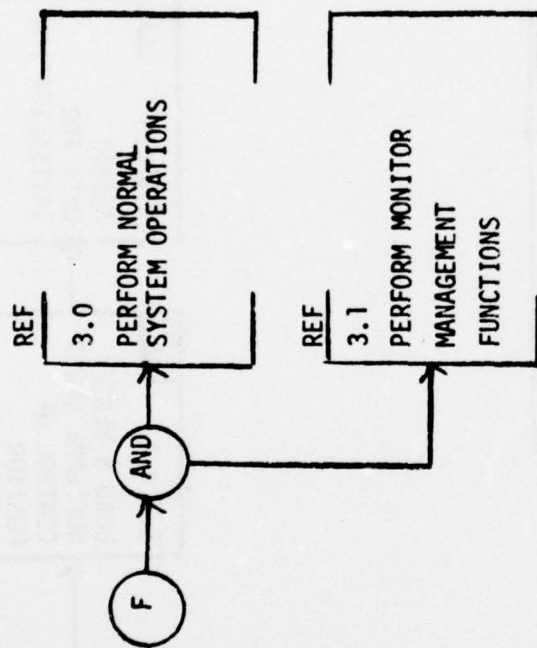 F
AND
REF
3.0
PERFORM NORMAL
SYSTEM OPERATIONS
REF
3.1
PERFORM MONITOR
MANAGEMENT
FUNCTIONS